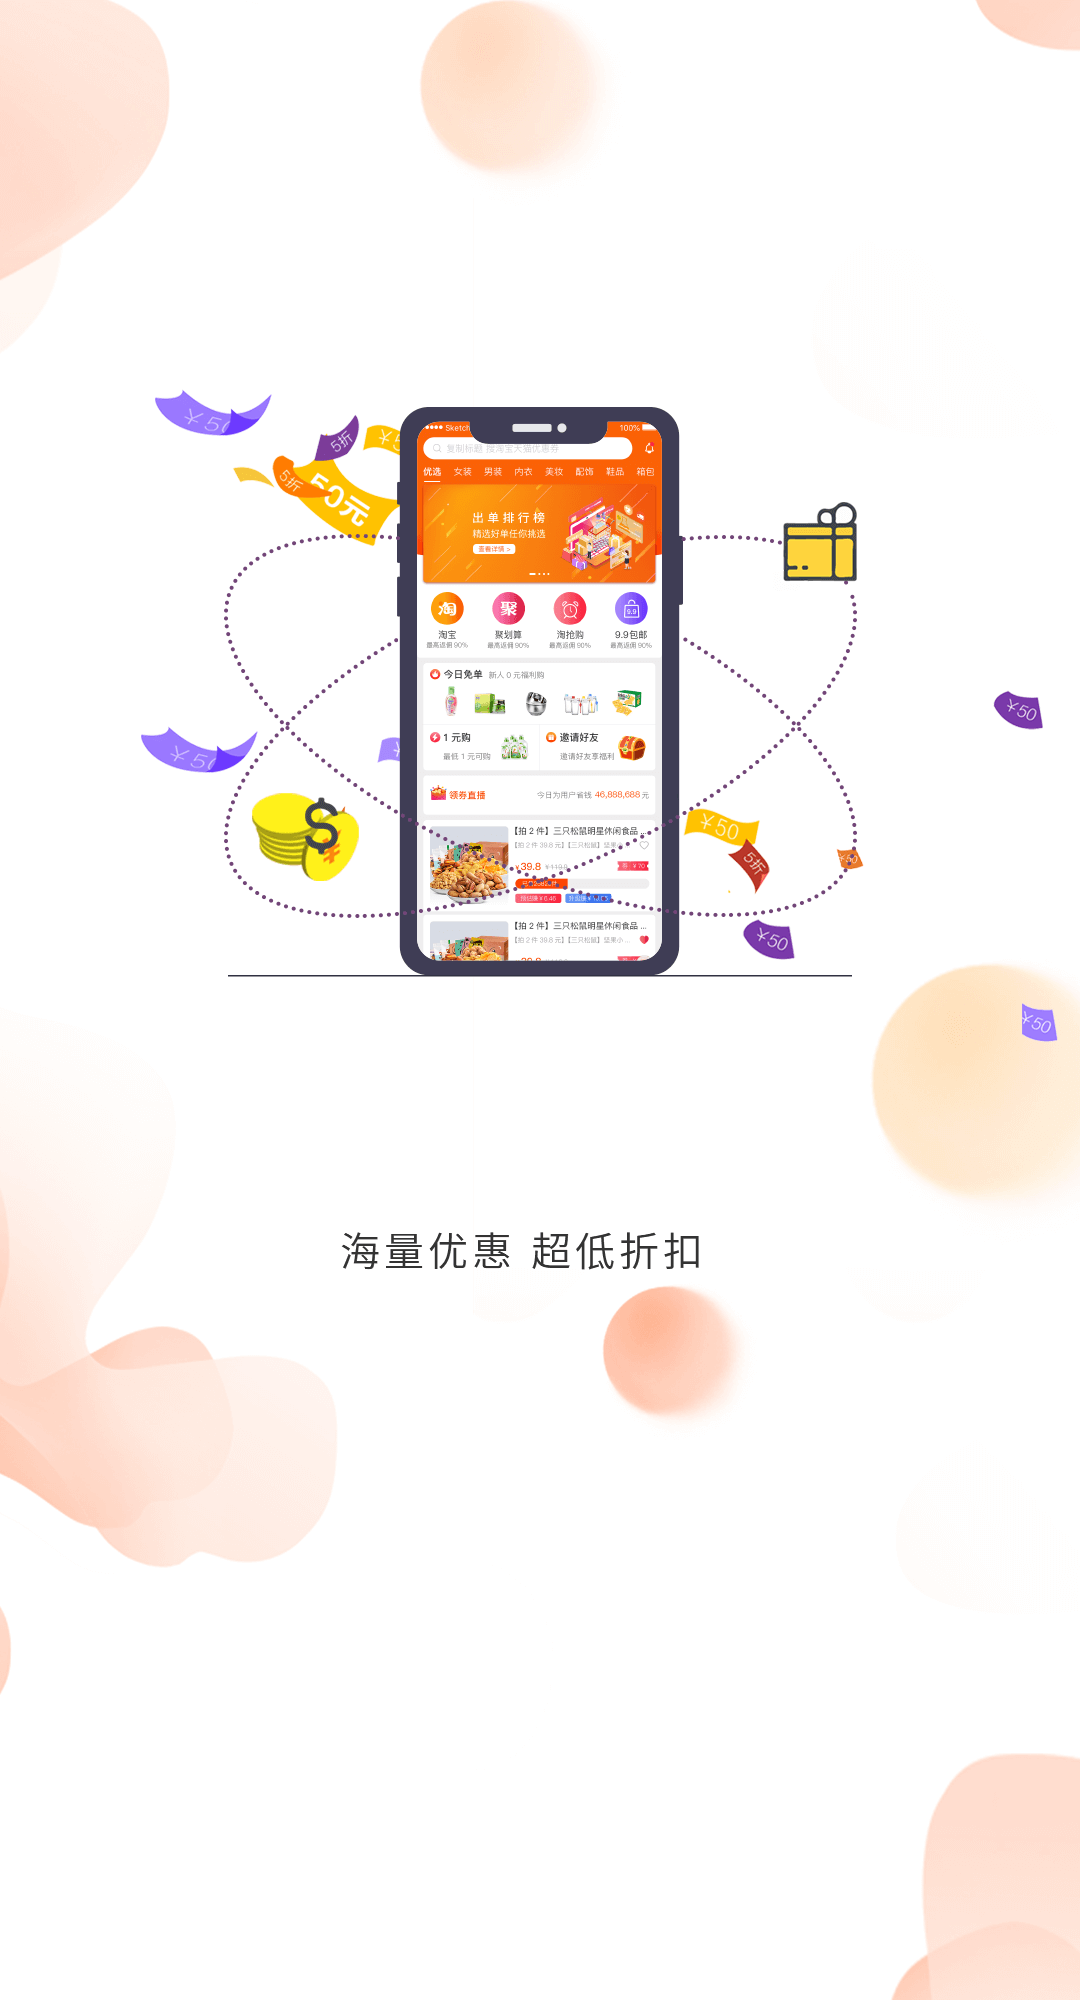 ¥50
5折
¥5
5折
50元
Sketch
100%
复制标题 搜淘宝天猫优惠券
优选 女装 男装 内衣 美妆 配饰 鞋品 箱包
出单排行榜
精选好单任你挑选
查看详情 >
淘 聚 9.9
淘宝 聚划算 淘抢购 9.9包邮
最高返佣 90% 最高返佣 90% 最高返佣 90% 最高返佣 90%
今日免单 新人 0 元福利购
1 元购 邀请好友
最低 1 元可购 邀请好友享福利
¥50
¥50
领券直播 今日为用户省钱 46,888,688 元
$
¥
¥50
5折
¥50
¥50
【拍 2 件】三只松鼠明星休闲食品 ...
【拍 2 件 39.8 元】【三只松鼠】坚果小
¥39.8 ¥119.8 券 ¥70
【拍 2 件】三只松鼠明星休闲食品 ...
【拍 2 件 39.8 元】【三只松鼠】坚果小 ...
39.8
¥50
海量优惠 超低折扣